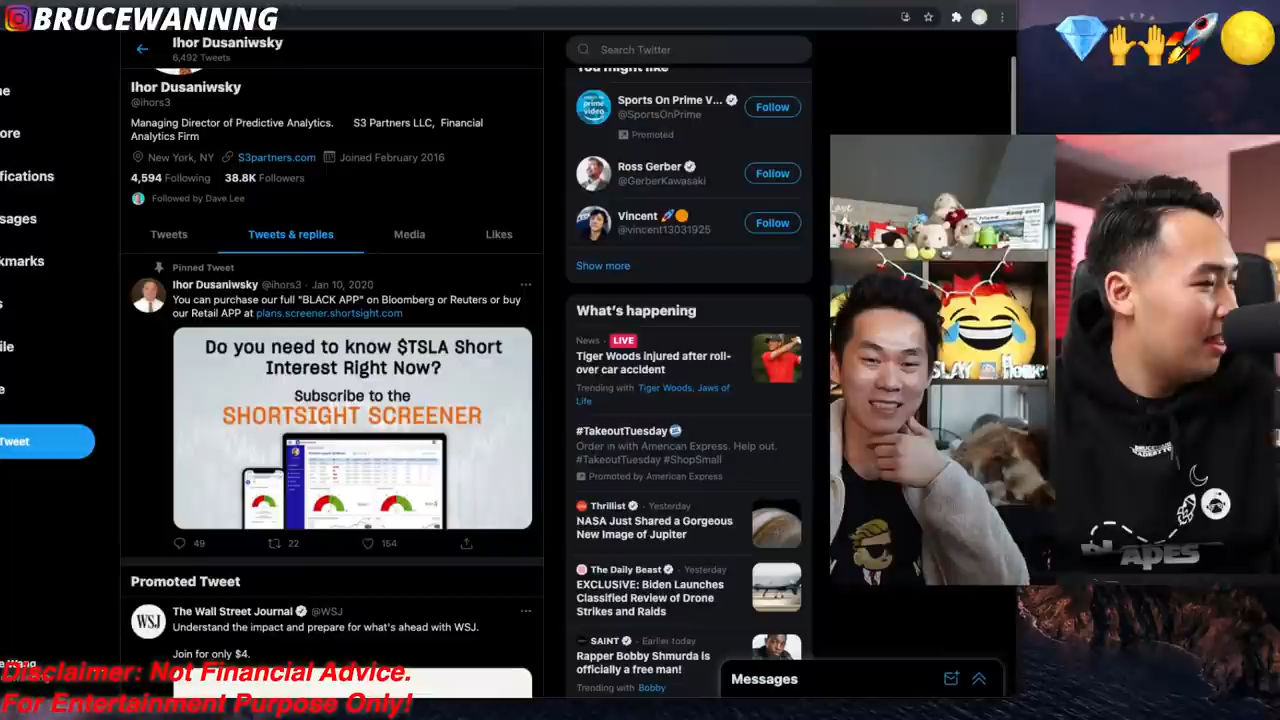 BRUCEWANNNG
Ihor Dusaniwsky
6,492 Tweets
Ihor Dusaniwsky
@ihors3
Managing Director of Predictive Analytics. S3 Partners LLC, Financial
Analytics Firm
New York, NY S3partners.com Joined February 2016
4,594 Following 38.8K Followers
Followed by Dave Lee
Tweets Tweets & replies Media Likes
Pinned Tweet
Ihor Dusaniwsky @ihors3 · Jan 10, 2020
You can purchase our full "BLACK APP" on Bloomberg or Reuters or buy
our Retail APP at plans.screener.shortsight.com
Do you need to know $TSLA Short
Interest Right Now?
Subscribe to the
SHORTSIGHT SCREENER
49 22 154
Promoted Tweet
The Wall Street Journal @WSJ
Understand the impact and prepare for what's ahead with WSJ.
Join for only $4.
WSJ
ne
ore
ifications
sages
kmarks
s
file
e
Tweet
Search Twitter
You might like
Sports On Prime V...
@SportsOnPrime
Promoted
Follow
prime
video
Ross Gerber
@GerberKawasaki
Follow
Vincent
@vincent13031925
Follow
Show more
What's happening
News · LIVE
Tiger Woods injured after roll-
over car accident
Trending with Tiger Woods, Jaws of
Life
#TakeoutTuesday
Order in with American Express. Help out.
#TakeoutTuesday #ShopSmall
Promoted by American Express
Thrillist · Yesterday
NASA Just Shared a Gorgeous
New Image of Jupiter
The Daily Beast · Yesterday
EXCLUSIVE: Biden Launches
Classified Review of Drone
Strikes and Raids
SAINT · Earlier today
Rapper Bobby Shmurda is
officially a free man!
Trending with Bobby
Messages
SLAY
APES
Disclaimer: Not Financial Advice.
For Entertainment Purpose Only!